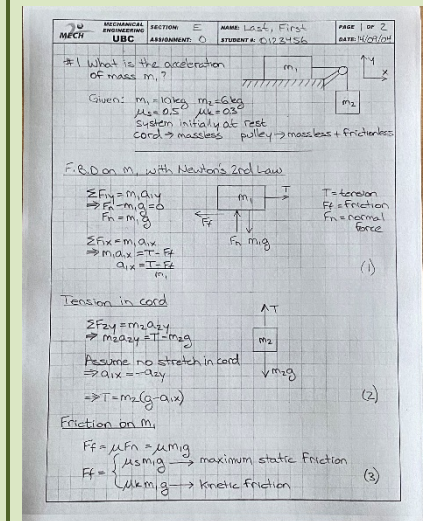 MECH
MECHANICAL ENGINEERING UBC
SECTION: E
ASSIGNMENT: 0
NAME: Last, First
STUDENT #: 0123456
PAGE 1 OF 2
DATE: 14/09/04
#1 What is the acceleration
of mass m₁?
m₁
y
x
m₂
Given: m₁=10kg m₂=6kg
μs=0.5 μk=0.3
system initially at rest
cord → massless pulley → massless + frictionless
F.B.D on m₁ with Newton's 2nd Law
ΣF₁y=m₁a₁y
⇒ Fn-m₁g=0
Fn=m₁g
m₁
T
Ff
Fn m₁g
T=tension
Ff=friction
Fn=normal
force
ΣF₁x=m₁a₁x
⇒ m₁a₁x=T-Ff
a₁x=T-Ff
m₁
(1)
Tension in cord
T
ΣF₂y=m₂a₂y
⇒ m₂a₂y=T-m₂g
m₂
m₂g
Assume no stretch in cord
⇒ a₁x=-a₂y
⇒ T=m₂(g-a₁x)
(2)
Friction on m₁
Ff=μFn=μm₁g
Ff= { μsm₁g → maximum static friction
μkm₁g → kinetic friction
(3)